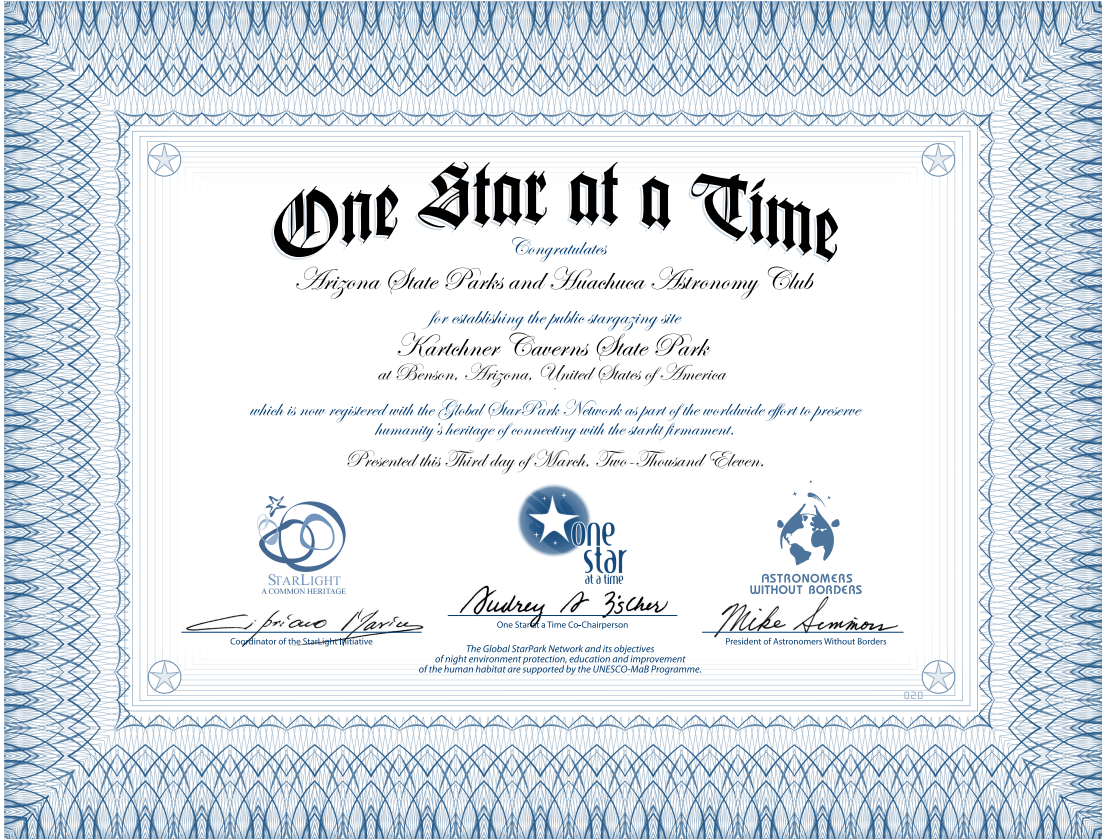 One Star at a Time
Congratulates
Arizona State Parks and Huachuca Astronomy Club
for establishing the public stargazing site
Kartchner Caverns State Park
at Benson, Arizona, United States of America
which is now registered with the Global StarPark Network as part of the worldwide effort to preserve
humanity's heritage of connecting with the starlit firmament.
Presented this Third day of March, Two-Thousand Eleven.
STARLIGHT
A COMMON HERITAGE
one
star
at a time
ASTRONOMERS
WITHOUT BORDERS
Cipriano Marin
Coordinator of the StarLight Initiative
Audrey
One Star at a Time Co-Chairperson
Mike Simmons
President of Astronomers Without Borders
The Global StarPark Network and its objectives
of night environment protection, education and improvement
of the human habitat are supported by the UNESCO-MaB Programme.
020